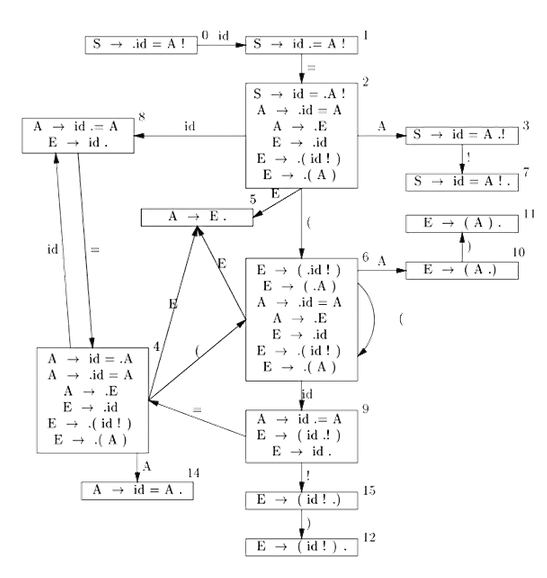 0 id 1
S → .id = A ! S → id .= A !
=
2
S → id = .A !
A → .id = A
A → .E
E → .id
E → .( id ! )
E → .( A )
8
A → id .= A
E → id .
id
A
3
S → id = A .!
!
7
S → id = A ! .
5
E
A → E .
(
11
E → ( A ) .
)
10
E → ( A .)
6
A
E → ( .id ! )
E → ( .A )
A → .id = A
A → .E
E → .id
E → .( id ! )
E → .( A )
(
id
=
E
E
(
4
A → id = .A
A → .id = A
A → .E
E → .id
E → .( id ! )
E → .( A )
id
9
A → id .= A
E → ( id .! )
E → id .
=
A
14
A → id = A .
!
15
E → ( id ! .)
)
12
E → ( id ! ) .